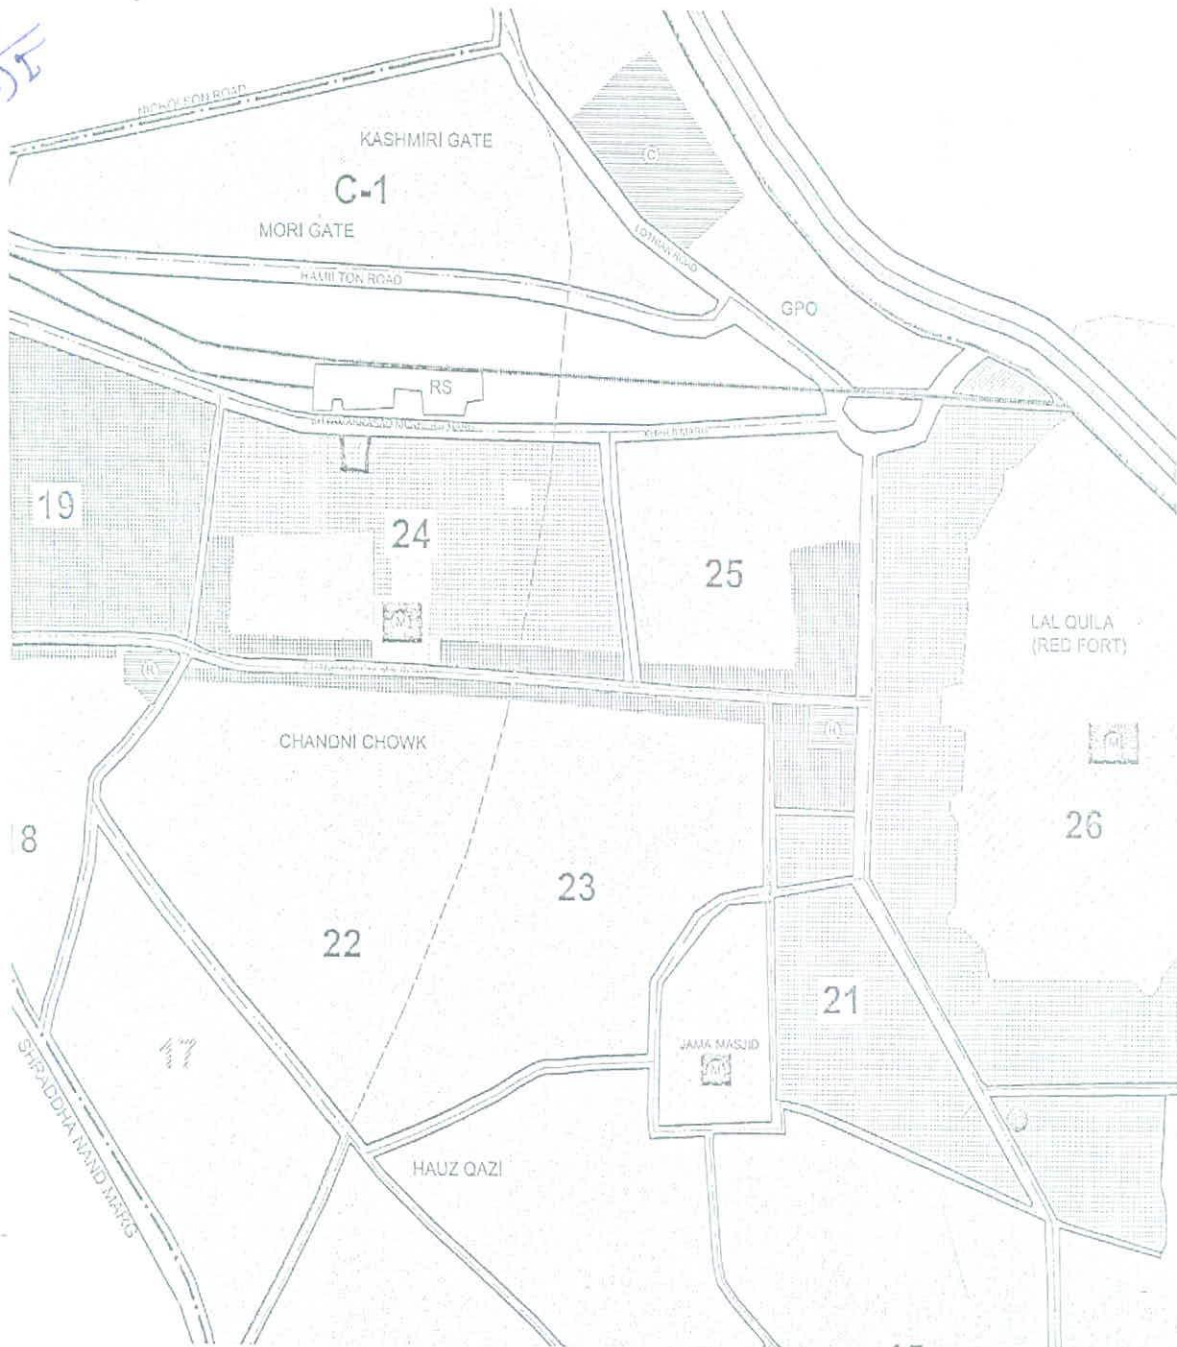 NICHOLSON ROAD
KASHMIRI GATE
(C)
C-1
MORI GATE
LOTHIAN ROAD
HAMILTON ROAD
GPO
RS
19
24
25
(M)
LAL QUILA
(RED FORT)
(R)
CHANDNI CHOWK
(R)
(M)
8
26
23
22
21
17
JAMA MASJID
(M)
SHRADDHA NAND MARG
HAUZ QAZI